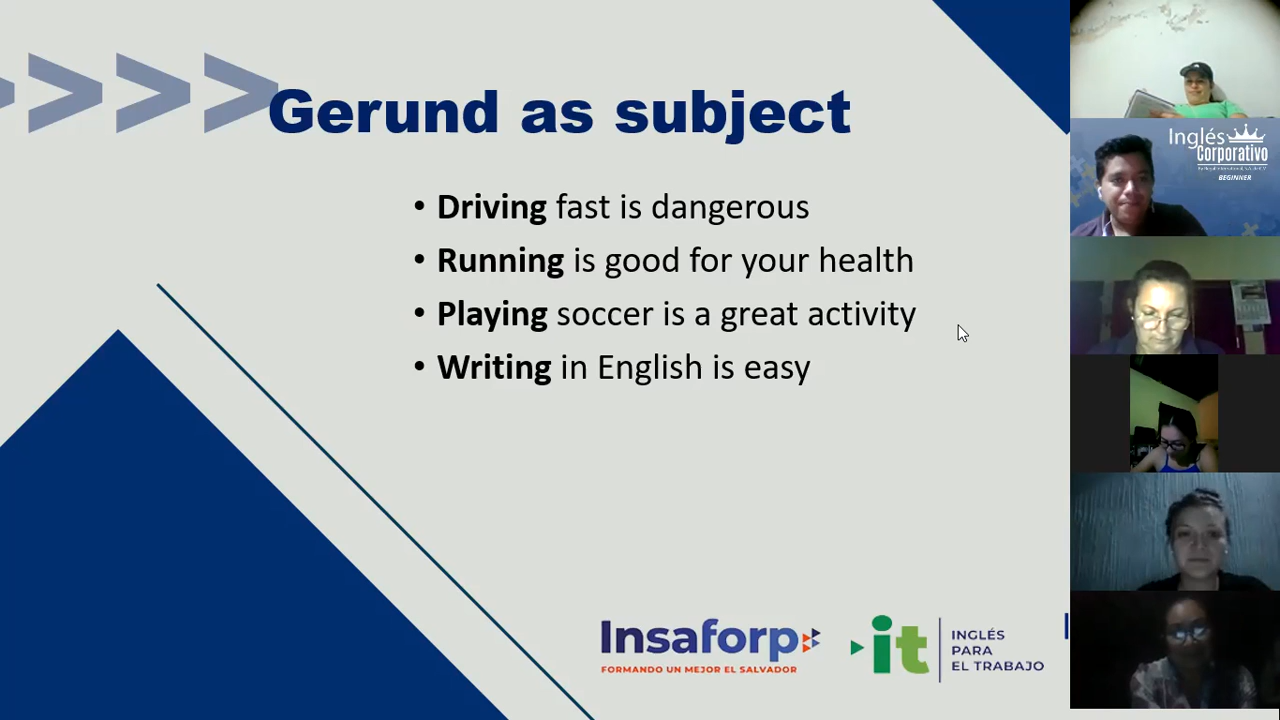 Gerund as subject
• Driving fast is dangerous
• Running is good for your health
• Playing soccer is a great activity
• Writing in English is easy
Insaforp
FORMANDO UN MEJOR EL SALVADOR
it
INGLÉS
PARA
EL TRABAJO
Inglés
Corporativo
BEGINNER